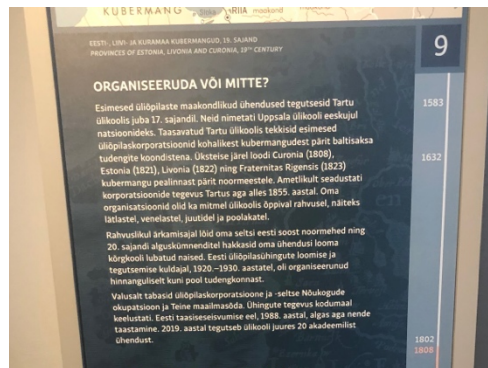 KUBERMANG
RIIA maakond
EESTI-, LIIVI- JA KURAMAA KUBERMANGUD, 19. SAJAND
PROVINCES OF ESTONIA, LIVONIA AND CURONIA, 19TH CENTURY
9
ORGANISEERUDA VÕI MITTE?
Esimesed üliõpilaste maakondlikud ühendused tegutsesid Tartu
ülikoolis juba 17. sajandil. Neid nimetati Uppsala ülikooli eeskujul
natsioonideks. Taasavatud Tartu ülikoolis tekkisid esimesed
üliõpilaskorporatsioonid kohalikest kubermangudest pärit baltisaksa
tudengite koondistena. Üksteise järel loodi Curonia (1808),
Estonia (1821), Livonia (1822) ning Fraternitas Rigensis (1823)
kubermangu pealinnast pärit noormeestele. Ametlikult seadustati
korporatsioonide tegevus Tartus aga alles 1855. aastal. Oma
organisatsioonid olid ka mitmel ülikoolis õppival rahvusel, näiteks
lätlastel, venelastel, juutidel ja poolakatel.
Rahvuslikul ärkamisajal lõid oma seltsi eesti soost noormehed ning
20. sajandi alguskümnenditel hakkasid oma ühendusi looma
kõrgkooli lubatud naised. Eesti üliõpilasühingute loomise ja
tegutsemise kuldajal, 1920.–1930. aastatel, oli organiseerunud
hinnanguliselt kuni pool tudengkonnast.
Valusalt tabasid üliõpilaskorporatsioone ja -seltse Nõukogude
okupatsioon ja Teine maailmasõda. Ühingute tegevus kodumaal
keelustati. Eesti taasiseseisvumise eel, 1988. aastal, algas aga nende
taastamine. 2019. aastal tegutseb ülikooli juures 20 akadeemilist
ühendust.
1583
1632
1802
1808